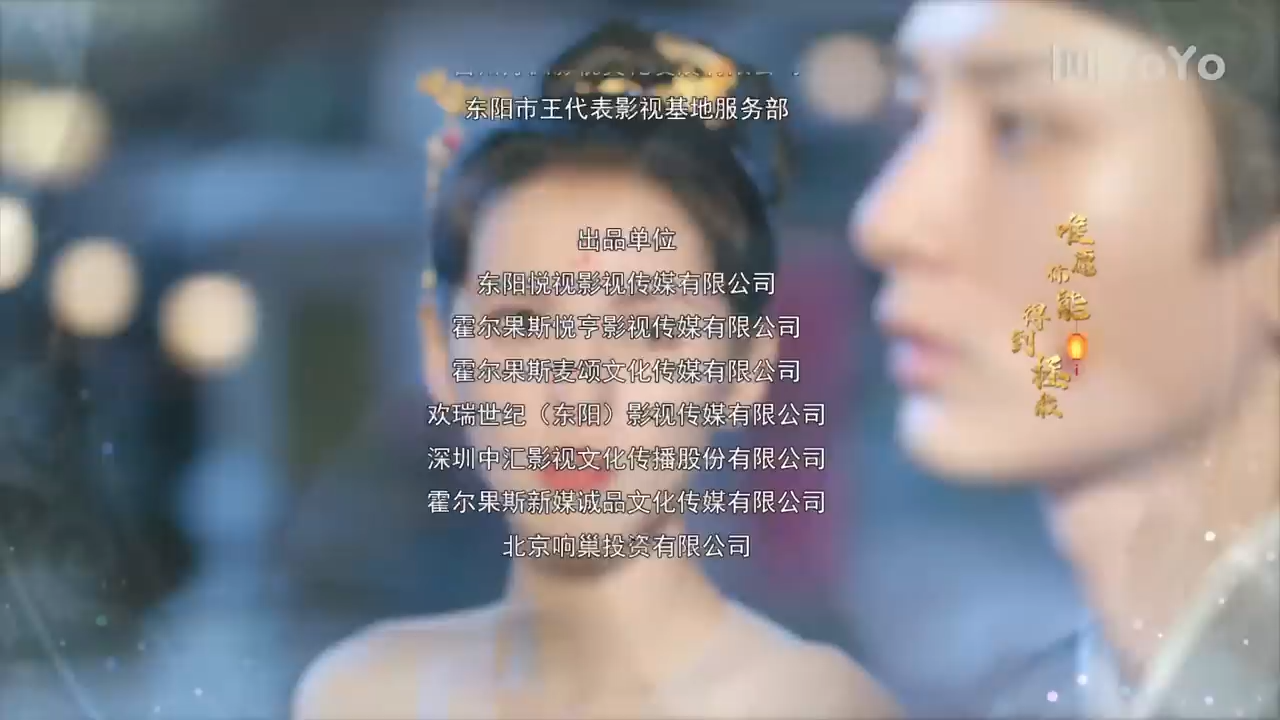 东阳市王代表影视基地服务部
出品单位
东阳悦视影视传媒有限公司
霍尔果斯悦亨影视传媒有限公司
霍尔果斯麦颂文化传媒有限公司
欢瑞世纪（东阳）影视传媒有限公司
深圳中汇影视文化传播股份有限公司
霍尔果斯新媒诚品文化传媒有限公司
北京响巢投资有限公司
YoYo
唯愿
你能
得到拯救